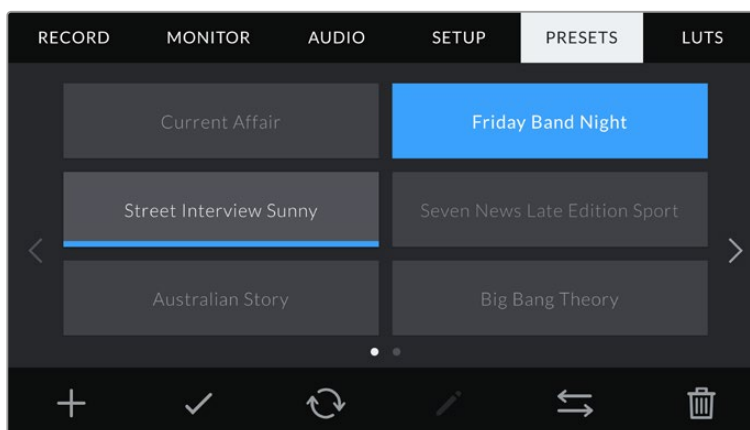 RECORD MONITOR AUDIO SETUP PRESETS LUTS
Current Affair Friday Band Night
Street Interview Sunny Seven News Late Edition Sport
Australian Story Big Bang Theory